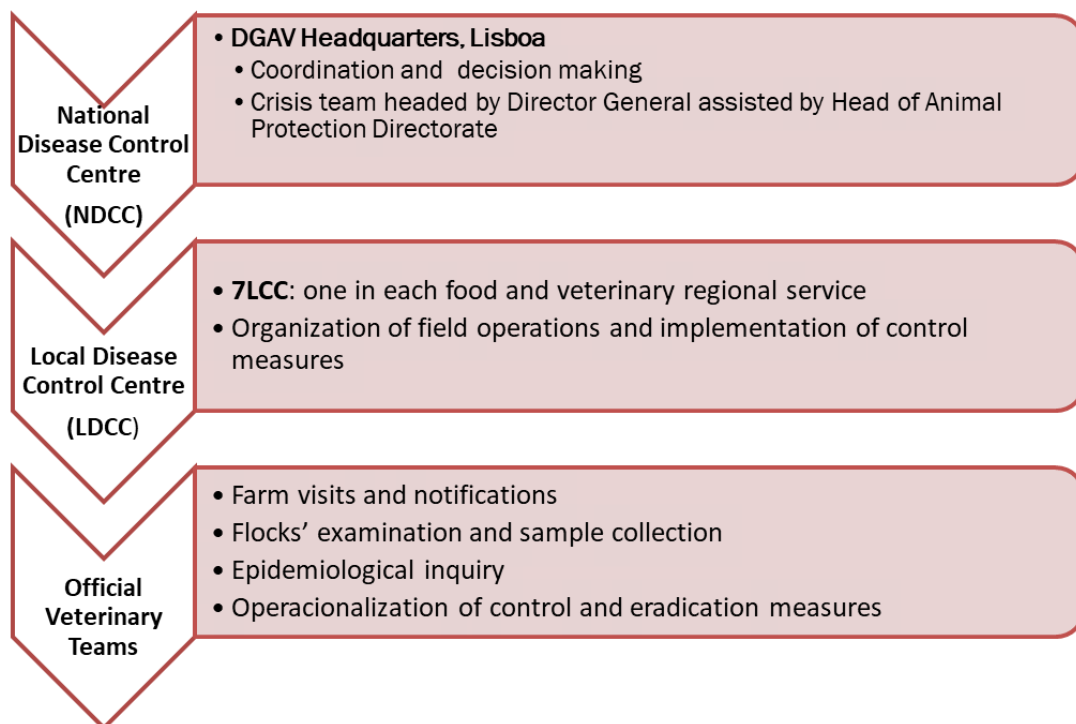 National
Disease Control
Centre
(NDCC)
• DGAV Headquarters, Lisboa
• Coordination and decision making
• Crisis team headed by Director General assisted by Head of Animal
Protection Directorate
Local Disease
Control Centre
(LDCC)
• 7LCC: one in each food and veterinary regional service
• Organization of field operations and implementation of control
measures
Official
Veterinary
Teams
• Farm visits and notifications
• Flocks’ examination and sample collection
• Epidemiological inquiry
• Operacionalization of control and eradication measures